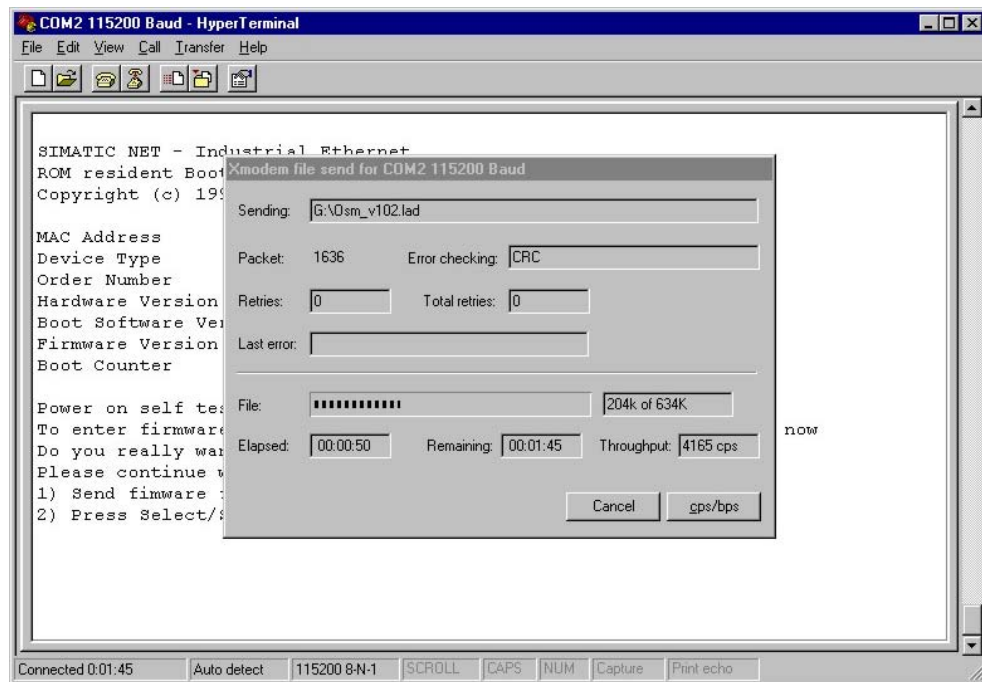 COM2 115200 Baud - HyperTerminal
File Edit View Call Transfer Help
SIMATIC NET - Industrial Ethernet
ROM resident Boot
Copyright (c) 199
MAC Address
Device Type
Order Number
Hardware Version
Boot Software Ver
Firmware Version
Boot Counter
Power on self tes
To enter firmware now
Do you really wan
Please continue w
1) Send fimware f
2) Press Select/S
Xmodem file send for COM2 115200 Baud
Sending: G:\Osm_v102.lad
Packet: 1636 Error checking: CRC
Retries: 0 Total retries: 0
Last error:
File: 204k of 634K
Elapsed: 00:00:50 Remaining: 00:01:45 Throughput: 4165 cps
Cancel cps/bps
Connected 0:01:45 Auto detect 115200 8-N-1 SCROLL CAPS NUM Capture Print echo